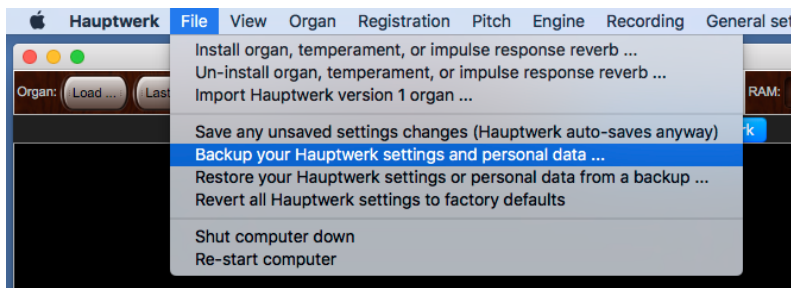 Hauptwerk File View Organ Registration Pitch Engine Recording General set
Install organ, temperament, or impulse response reverb ...
Un-install organ, temperament, or impulse response reverb ...
Import Hauptwerk version 1 organ ...
Organ: Load ... Last
RAM:
Save any unsaved settings changes (Hauptwerk auto-saves anyway)
rk
Backup your Hauptwerk settings and personal data ...
Restore your Hauptwerk settings or personal data from a backup ...
Revert all Hauptwerk settings to factory defaults
Shut computer down
Re-start computer